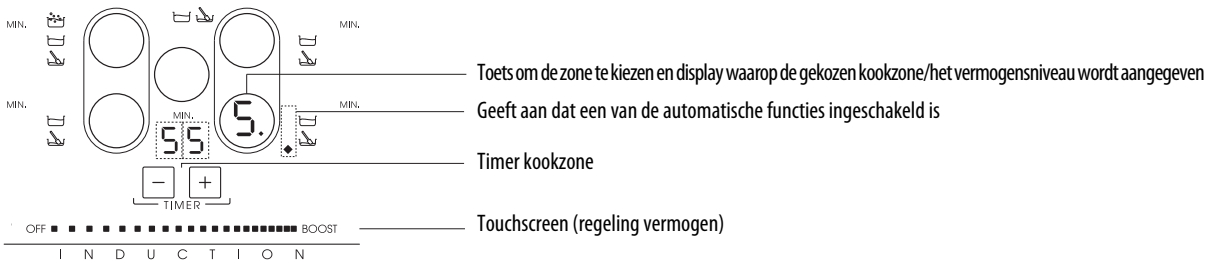 MIN.
MIN.
Toets om de zone te kiezen en display waarop de gekozen kookzone/het vermogensniveau wordt aangegeven
MIN.
MIN.
MIN.
5.
Geeft aan dat een van de automatische functies ingeschakeld is
55
Timer kookzone
− +
TIMER
OFF BOOST
Touchscreen (regeling vermogen)
INDUCTION